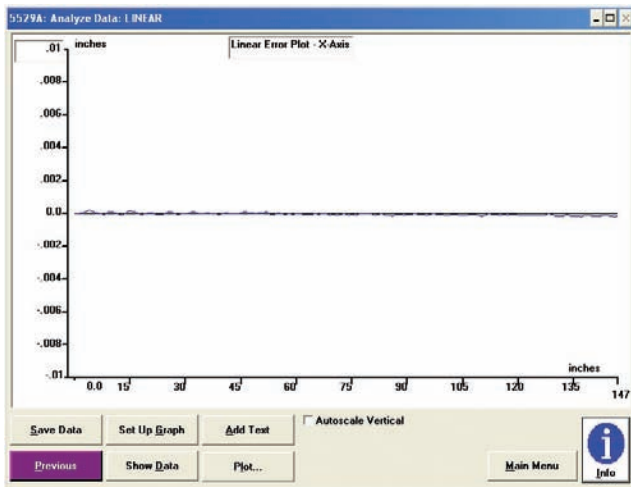 5529A: Analyze Data: LINEAR
inches
Linear Error Plot - X-Axis
.01
.008
.006
.004
.002
0.0
-.002
-.004
-.006
-.008
-.01
inches
0.0 15 30 45 60 75 90 105 120 135 147
Save Data
Set Up Graph
Add Text
Autoscale Vertical
Previous
Show Data
Plot...
Main Menu
i
Info